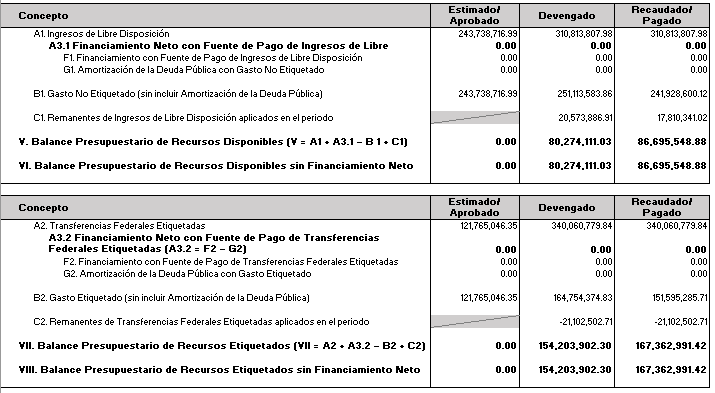 Concepto Estimado/ Aprobado Devengado Recaudado/ Pagado
A1. Ingresos de Libre Disposición 243,738,716.99 310,813,807.98 310,813,807.98
A3.1 Financiamiento Neto con Fuente de Pago de Ingresos de Libre 0.00 0.00 0.00
F1. Financiamiento con Fuente de Pago de Ingresos de Libre Disposición 0.00 0.00 0.00
G1. Amortización de la Deuda Pública con Gasto No Etiquetado 0.00 0.00 0.00
B1. Gasto No Etiquetado (sin incluir Amortización de la Deuda Pública) 243,738,716.99 251,113,583.86 241,928,600.12
C1. Remanentes de Ingresos de Libre Disposición aplicados en el periodo 20,573,886.91 17,810,341.02
V. Balance Presupuestario de Recursos Disponibles (V = A1 + A3.1 – B 1 + C1) 0.00 80,274,111.03 86,695,548.88
VI. Balance Presupuestario de Recursos Disponibles sin Financiamiento Neto 0.00 80,274,111.03 86,695,548.88
Concepto Estimado/ Aprobado Devengado Recaudado/ Pagado
A2. Transferencias Federales Etiquetadas 121,765,046.35 340,060,779.84 340,060,779.84
A3.2 Financiamiento Neto con Fuente de Pago de Transferencias
Federales Etiquetadas (A3.2 = F2 – G2) 0.00 0.00 0.00
F2. Financiamiento con Fuente de Pago de Transferencias Federales Etiquetadas 0.00 0.00 0.00
G2. Amortización de la Deuda Pública con Gasto Etiquetado 0.00 0.00 0.00
B2. Gasto Etiquetado (sin incluir Amortización de la Deuda Pública) 121,765,046.35 164,754,374.83 151,595,285.71
C2. Remanentes de Transferencias Federales Etiquetadas aplicados en el periodo -21,102,502.71 -21,102,502.71
VII. Balance Presupuestario de Recursos Etiquetados (VII = A2 + A3.2 – B2 + C2) 0.00 154,203,902.30 167,362,991.42
VIII. Balance Presupuestario de Recursos Etiquetados sin Financiamiento Neto 0.00 154,203,902.30 167,362,991.42